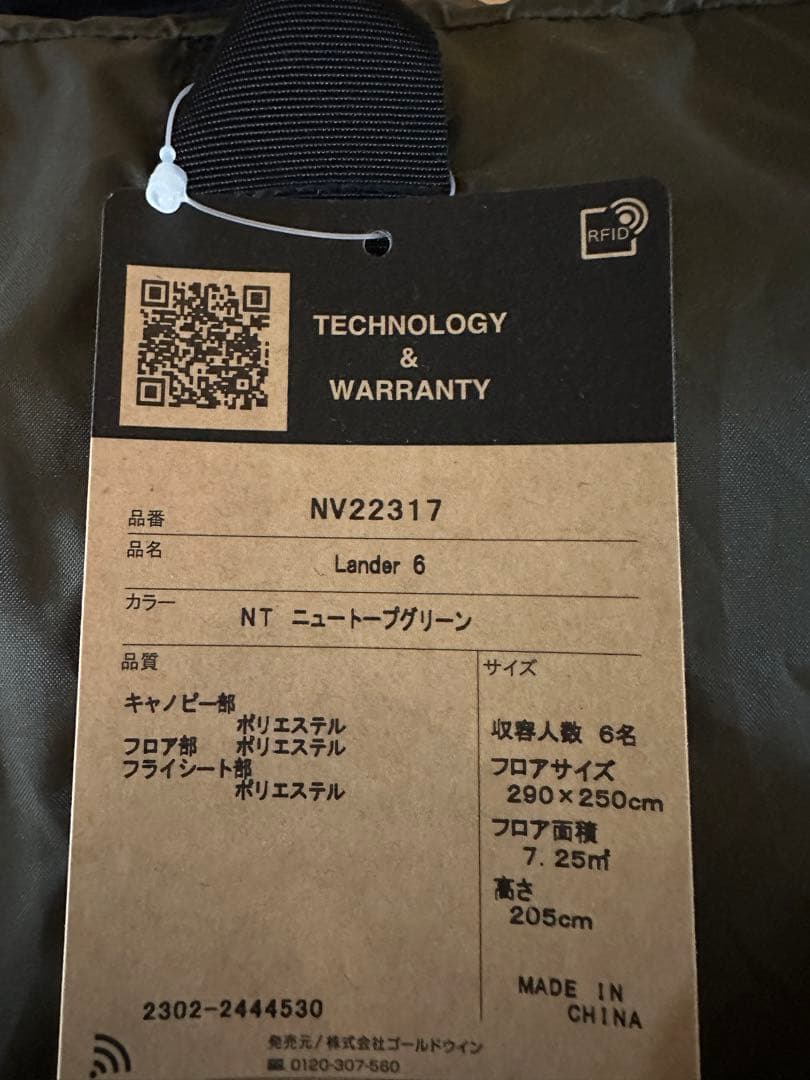 RFID
TECHNOLOGY
&
WARRANTY
品番 NV22317
品名 Lander 6
カラー NT ニュートープグリーン
品質
キャノピー部
ポリエステル
フロア部 ポリエステル
フライシート部
ポリエステル
サイズ
収容人数 6名
フロアサイズ
290×250cm
フロア面積
7.25㎡
高さ
205cm
MADE IN
CHINA
2302-2444530
発売元/株式会社ゴールドウイン
0120-307-560